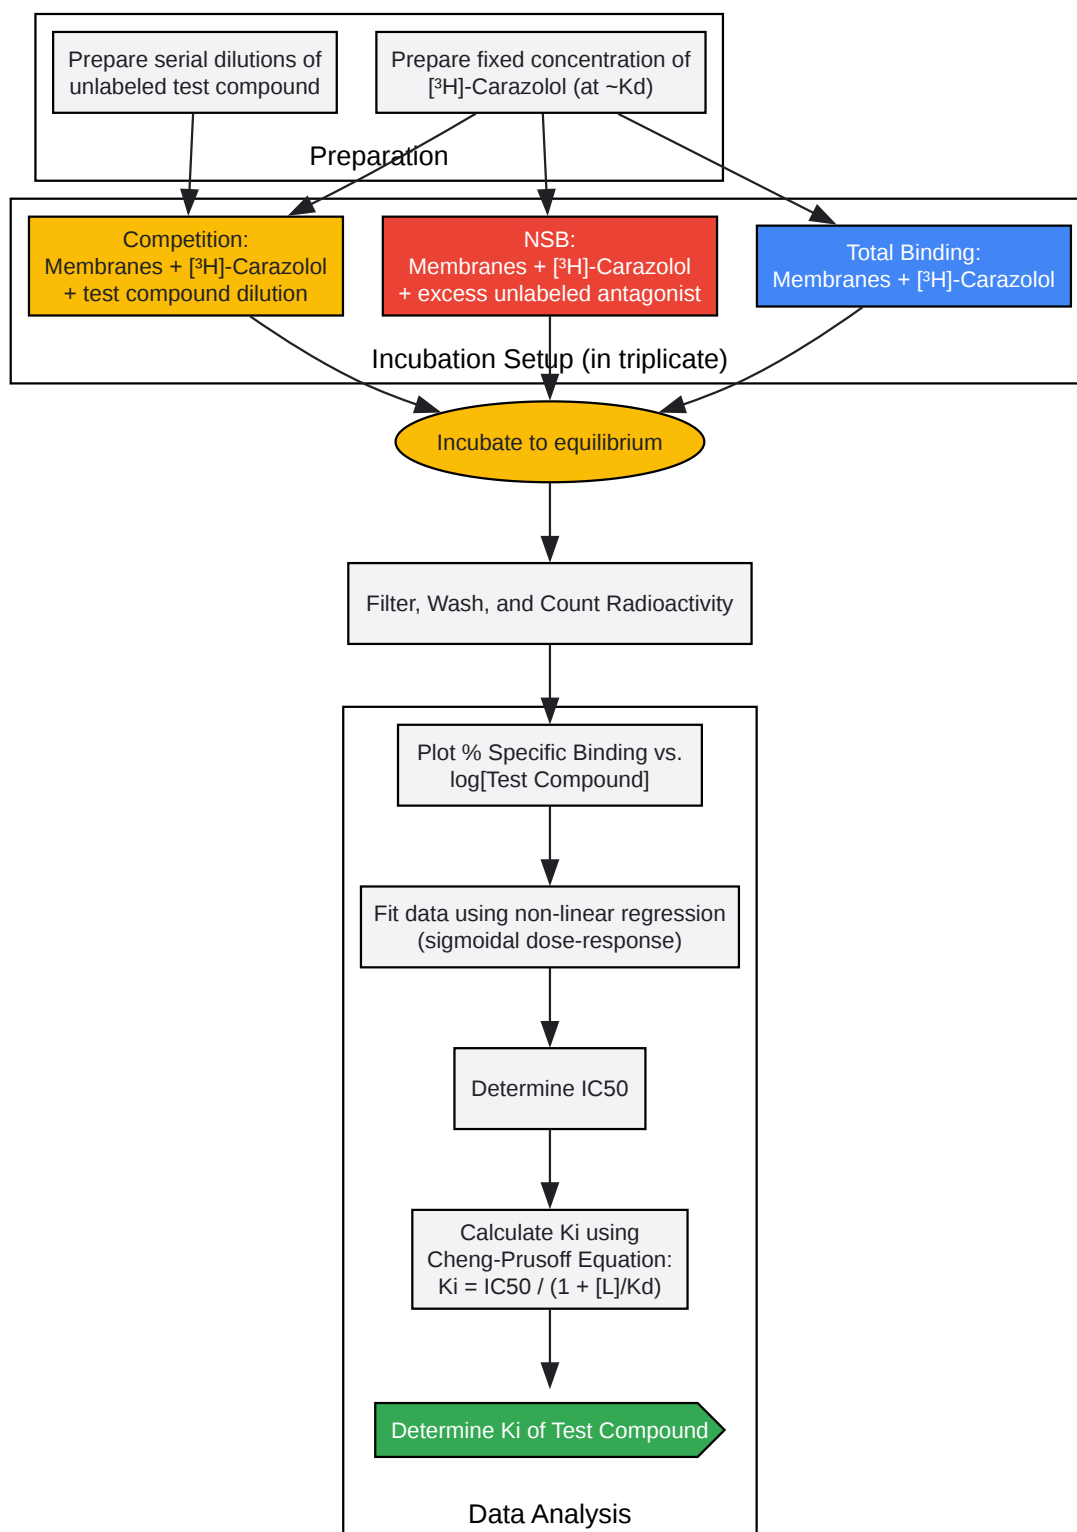 Prepare serial dilutions of
unlabeled test compound
Prepare fixed concentration of
[³H]-Carazolol (at ~Kd)
Preparation
Competition:
Membranes + [³H]-Carazolol
+ test compound dilution
NSB:
Membranes + [³H]-Carazolol
+ excess unlabeled antagonist
Total Binding:
Membranes + [³H]-Carazolol
Incubation Setup (in triplicate)
Incubate to equilibrium
Filter, Wash, and Count Radioactivity
Plot % Specific Binding vs.
log[Test Compound]
Fit data using non-linear regression
(sigmoidal dose-response)
Determine IC50
Calculate Ki using
Cheng-Prusoff Equation:
Ki = IC50 / (1 + [L]/Kd)
Determine Ki of Test Compound
Data Analysis